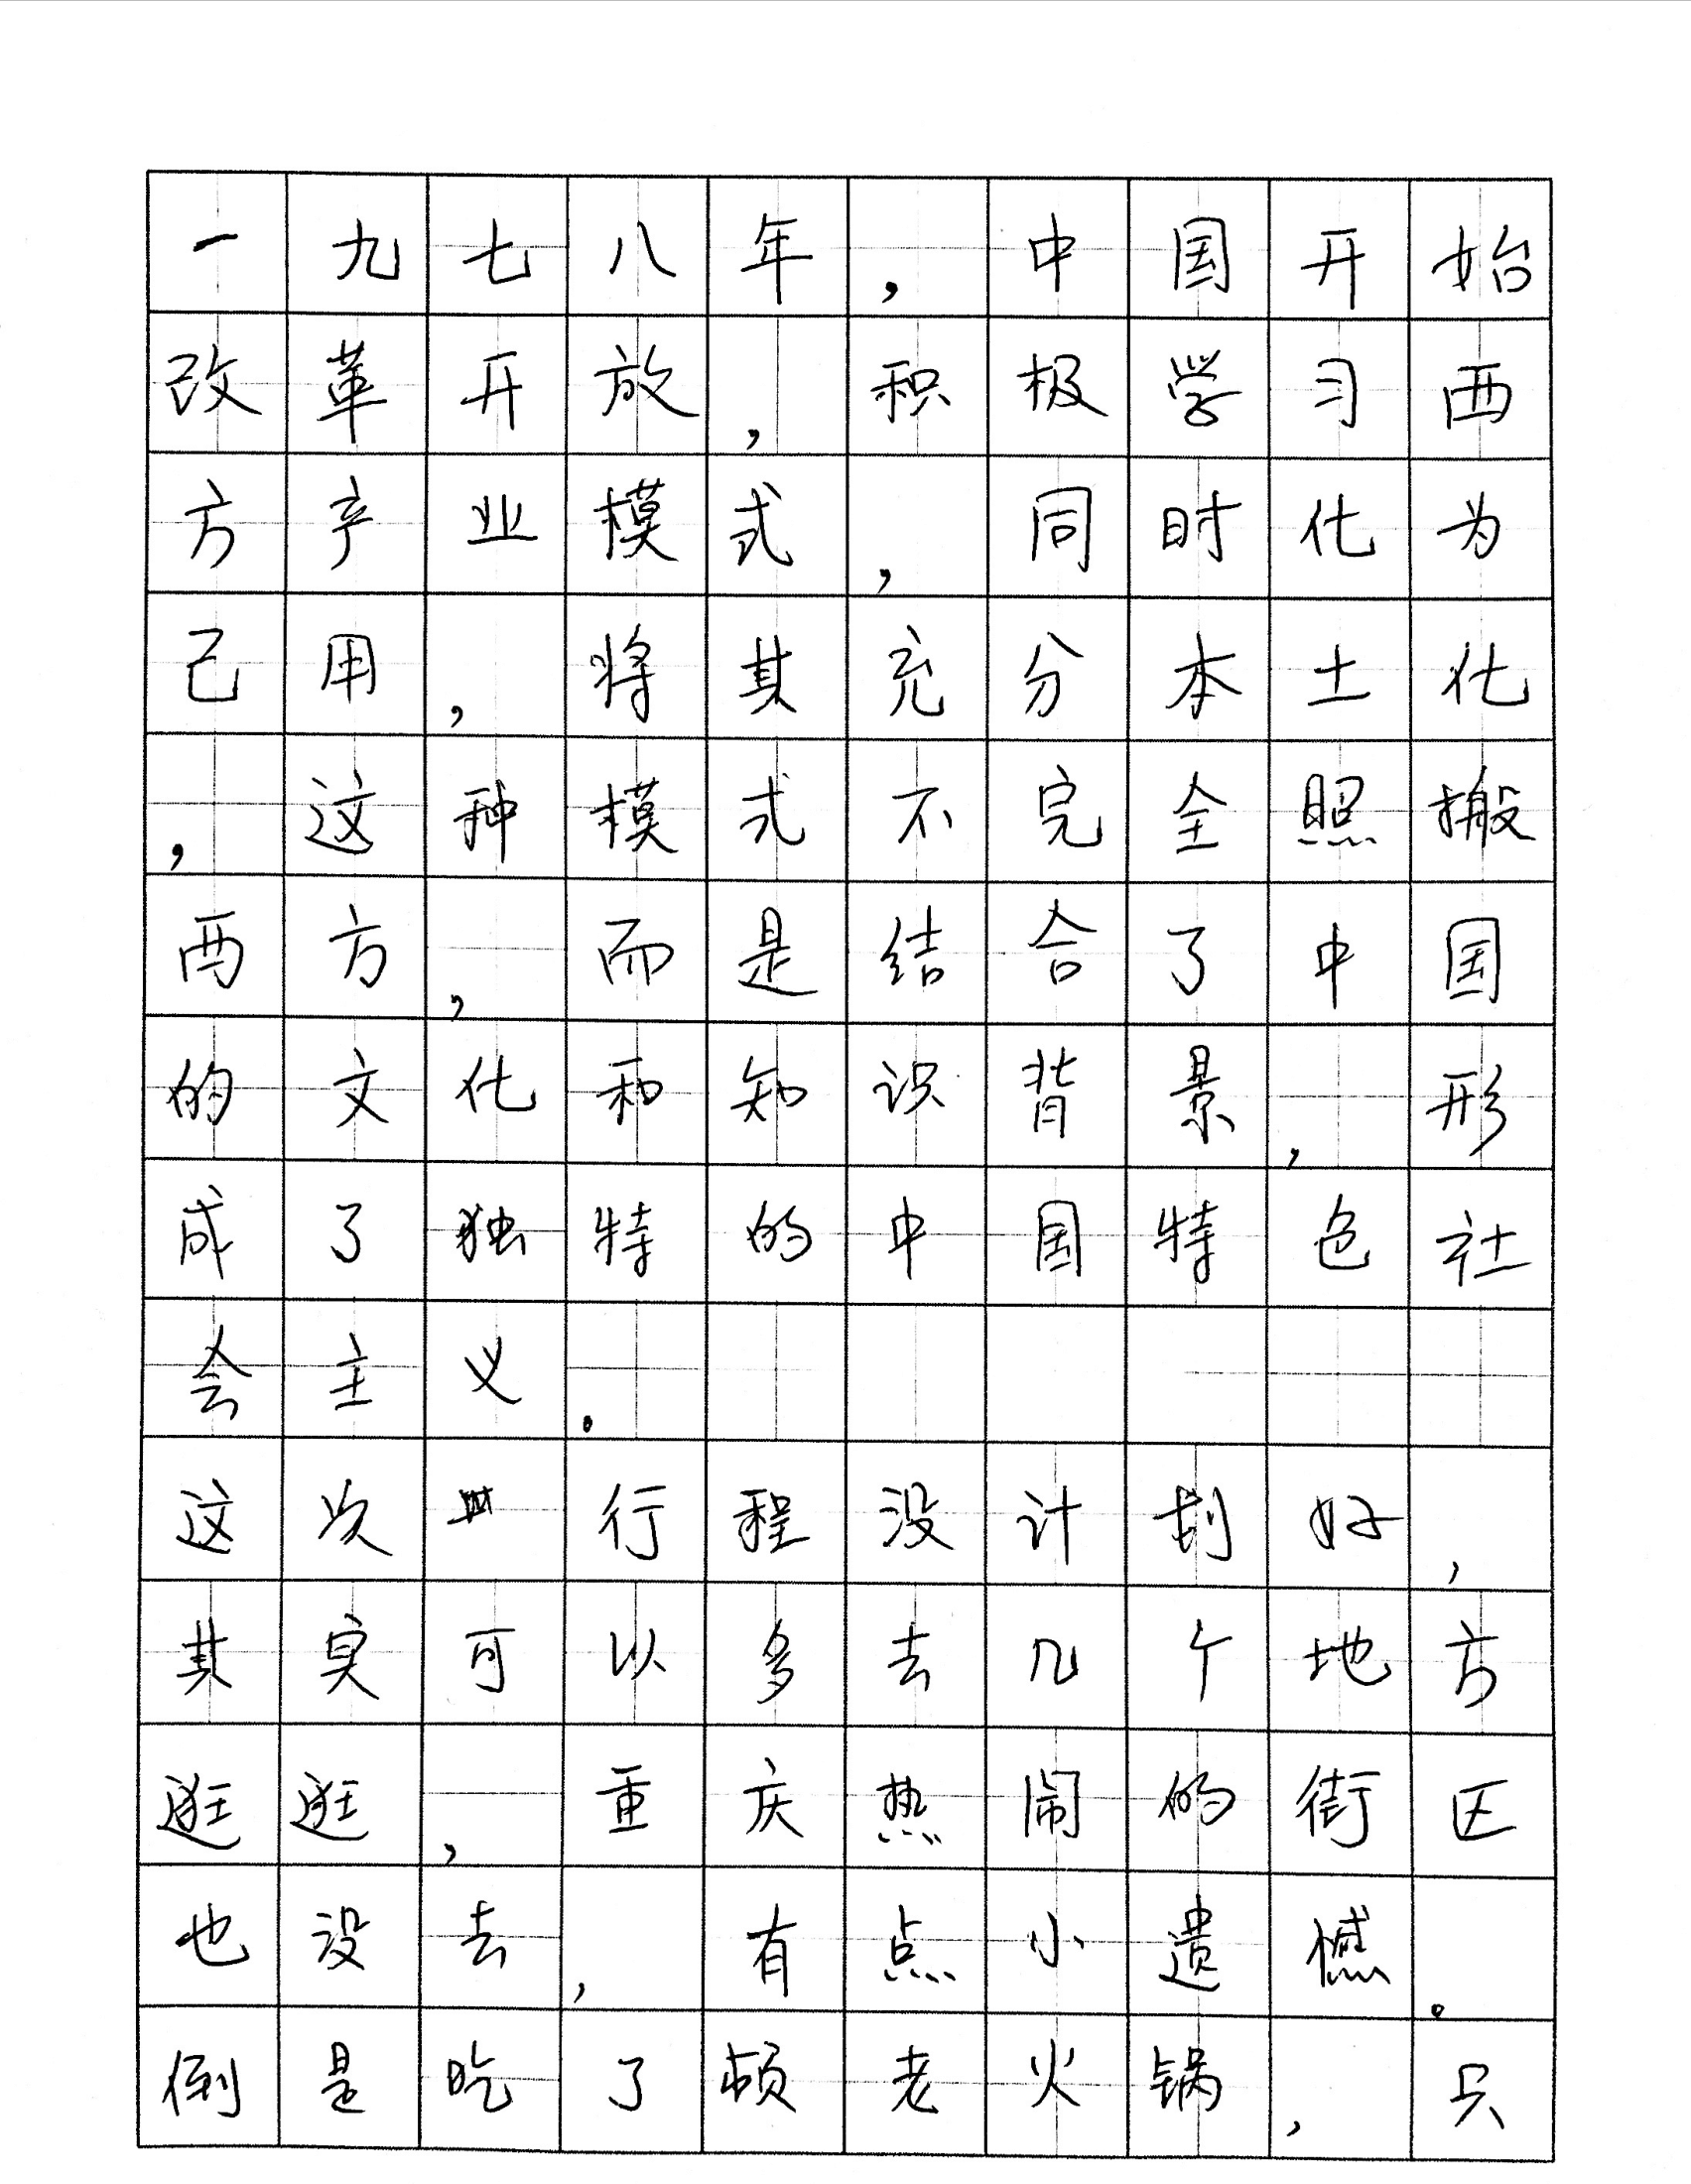 一九七八年，中国开始
改革开放，积极学习西
方产业模式，同时化为
己用，将其充分本土化
，这种模式不完全照搬
西方，而是结合了中国
的文化和知识背景，形
成了独特的中国特色社
会主义。
这次行程没计划好，
其实可以多去几个地方
逛逛，重庆热闹的街区
也没去，有点小遗憾。
倒是吃了顿老火锅，只